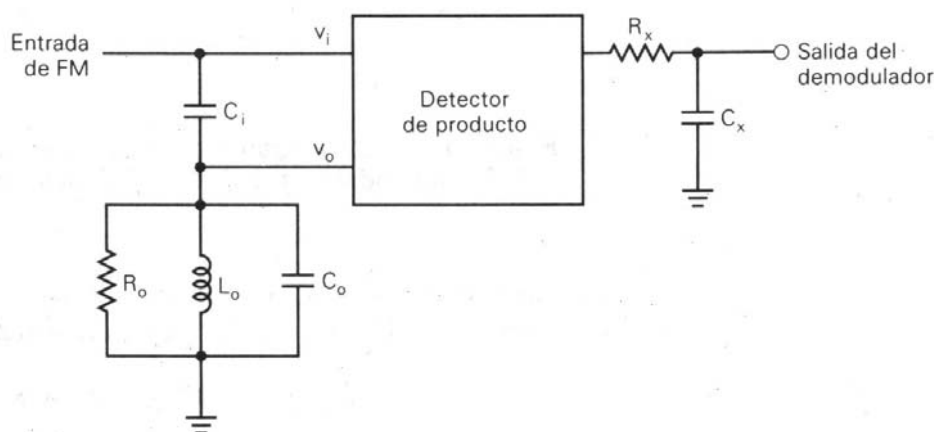 Entrada
de FM
v_i
C_i
v_o
R_o
L_o
C_o
Detector
de producto
R_x
C_x
Salida del
demodulador